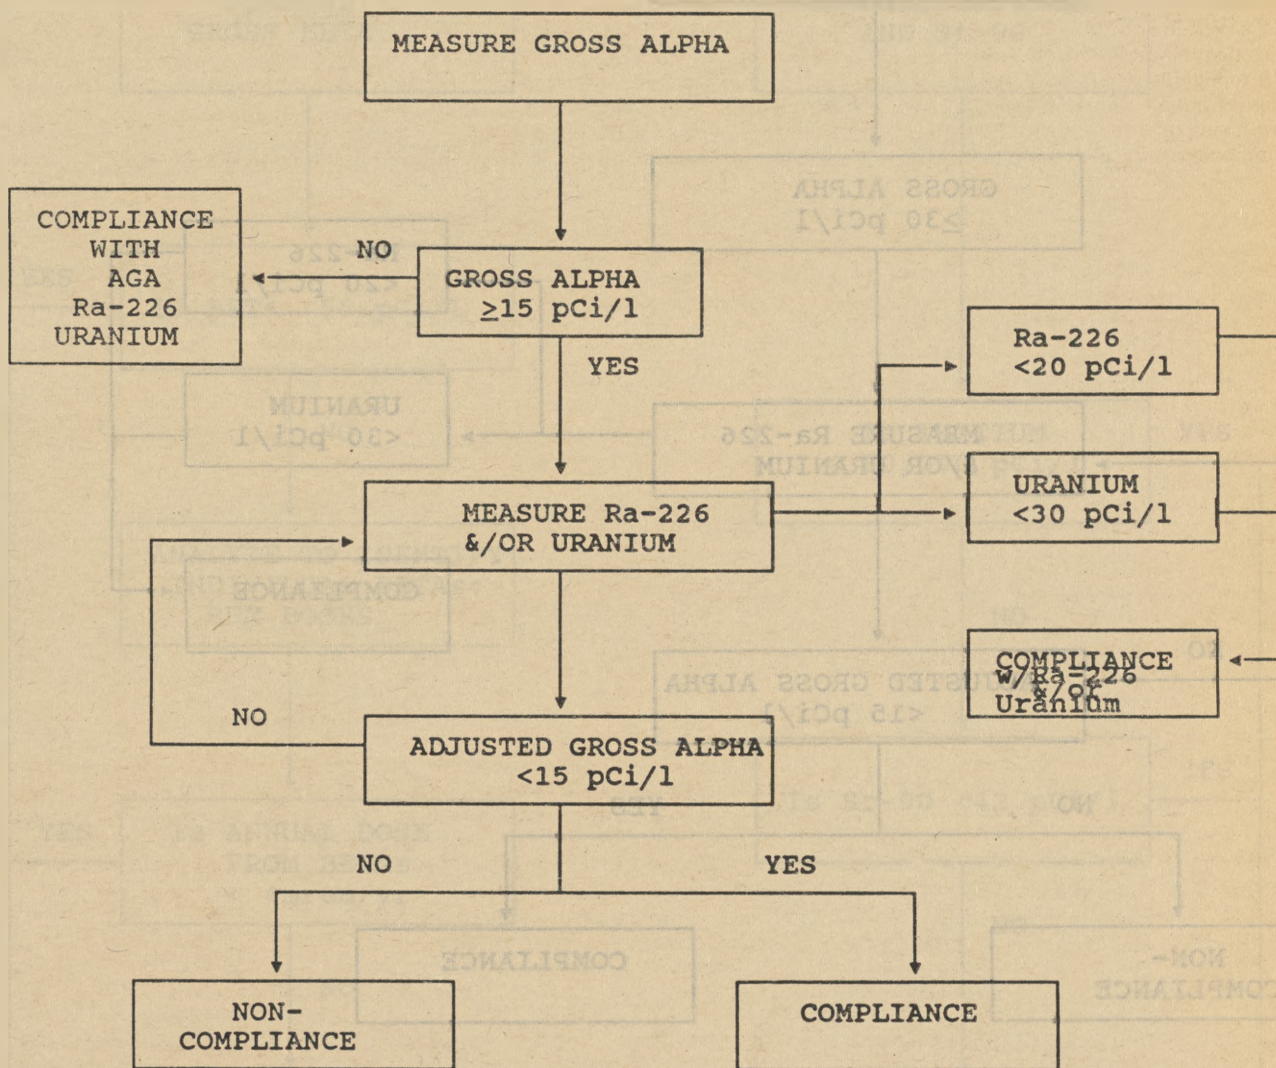 MEASURE GROSS ALPHA
COMPLIANCE
WITH
AGA
Ra-226
URANIUM
NO
GROSS ALPHA
≥15 pCi/l
YES
Ra-226
<20 pCi/l
URANIUM
<30 pCi/l
MEASURE Ra-226
&/OR URANIUM
COMPLIANCE
w/Ra-226
&/or
Uranium
NO
ADJUSTED GROSS ALPHA
<15 pCi/l
NO
YES
NON-
COMPLIANCE
COMPLIANCE